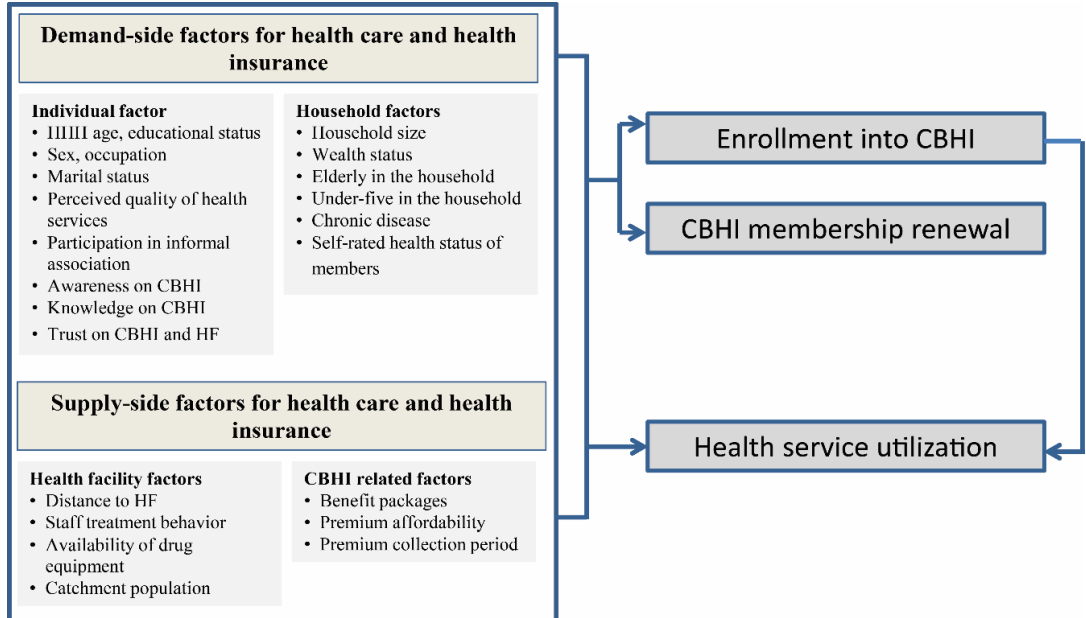 Demand-side factors for health care and health
insurance
Individual factor
• age, educational status
• Sex, occupation
• Marital status
• Perceived quality of health
services
• Participation in informal
association
• Awareness on CBHI
• Knowledge on CBHI
• Trust on CBHI and HF
Household factors
• Household size
• Wealth status
• Elderly in the household
• Under-five in the household
• Chronic disease
• Self-rated health status of
members
Supply-side factors for health care and health
insurance
Health facility factors
• Distance to HF
• Staff treatment behavior
• Availability of drug
equipment
• Catchment population
CBHI related factors
• Benefit packages
• Premium affordability
• Premium collection period
Enrollment into CBHI
CBHI membership renewal
Health service utilization